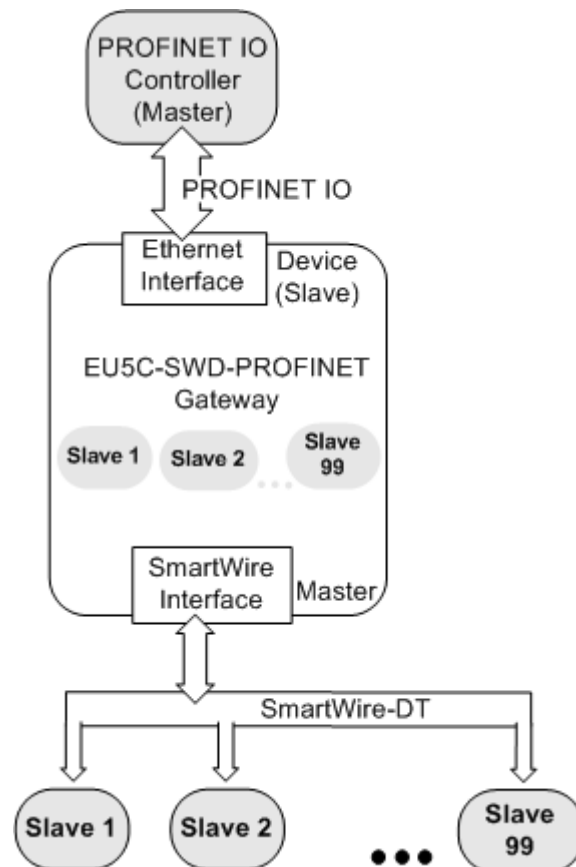 PROFINET IO
Controller
(Master)
PROFINET IO
Ethernet
Interface
Device
(Slave)
EU5C-SWD-PROFINET
Gateway
Slave 1
Slave 2
Slave
99
SmartWire
Interface
Master
SmartWire-DT
Slave 1
Slave 2
Slave
99